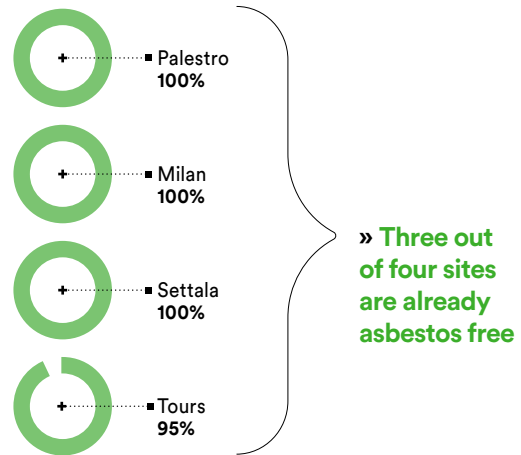 Palestro
100%
Milan
100%
Settala
100%
Tours
95%
» Three out
of four sites
are already
asbestos free